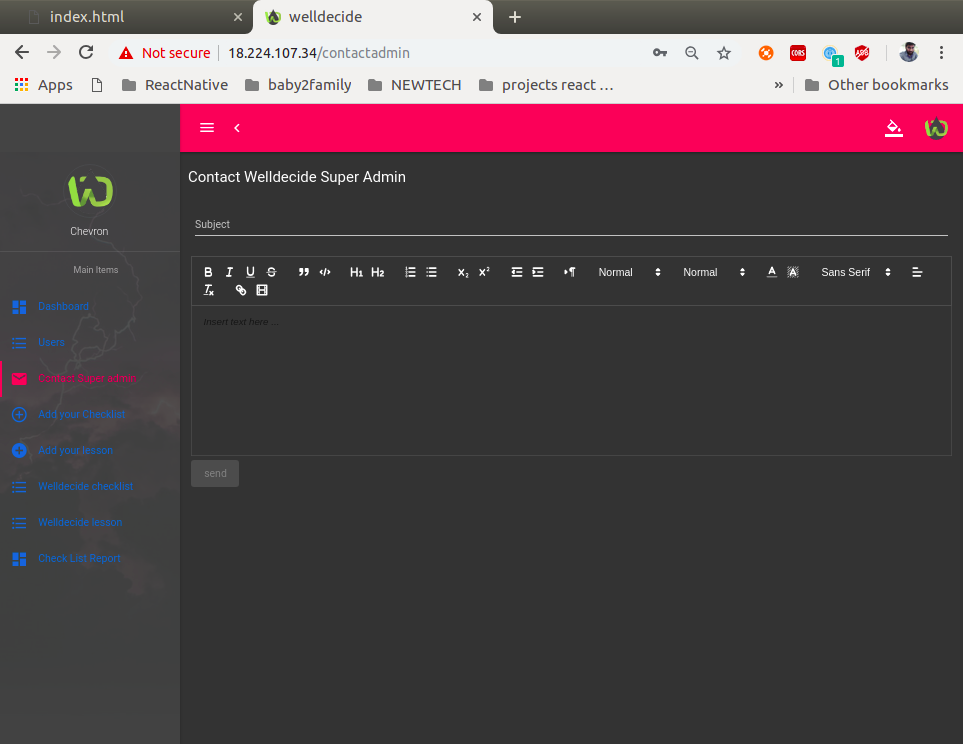 index.html
welldecide
Not secure 18.224.107.34/contactadmin
CORS
1
ABP
Apps ReactNative baby2family NEWTECH projects react ... » Other bookmarks
Chevron
Main Items
Dashboard
Users
Contact Super admin
Add your Checklist
Add your lesson
Welldecide checklist
Welldecide lesson
Check List Report
Contact Welldecide Super Admin
Subject
B I U S H1 H2 X2 X² Normal Normal A A Sans Serif
Tx
Insert text here ...
send